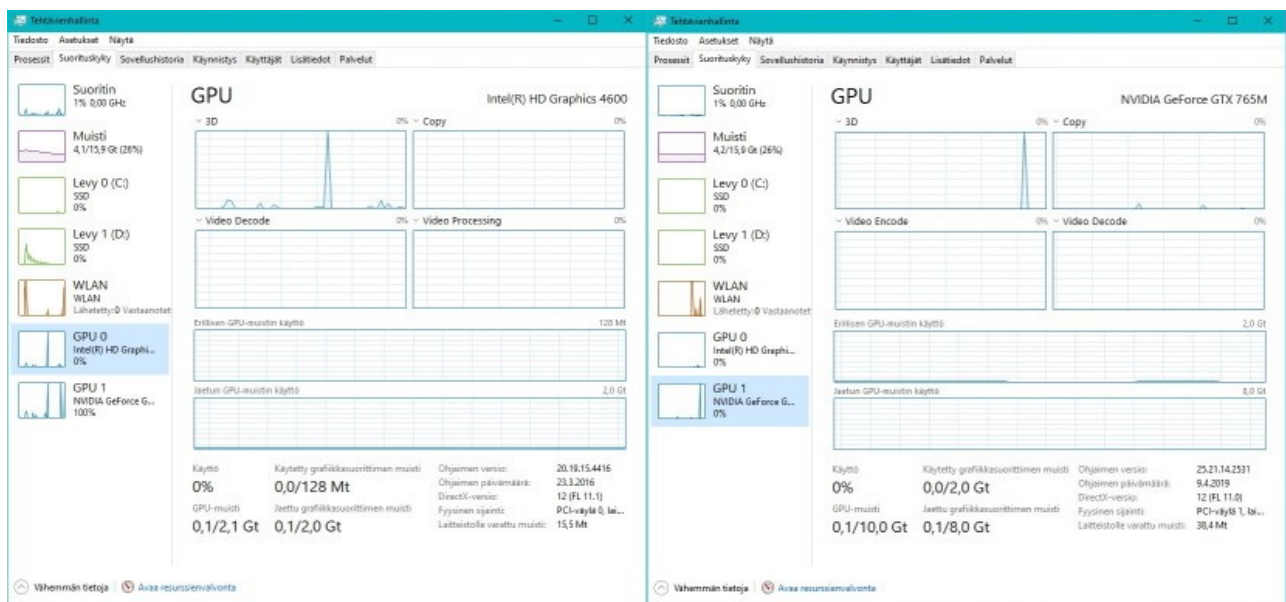 Tehtävienhallinta
Tiedosto Asetukset Näytä
Prosessit Suorituskyky Sovellushistoria Käynnistys Käyttäjät Lisätiedot Palvelut
Suoritin
1% 0,00 GHz
Muisti
4,1/15,9 Gt (26%)
Levy 0 (C:)
SSD
0%
Levy 1 (D:)
SSD
0%
WLAN
WLAN
Lähetetty: 0 Vastaanotet
GPU 0
Intel(R) HD Graphi...
0%
GPU 1
NVIDIA GeForce G...
100%
GPU
Intel(R) HD Graphics 4600
3D 0% Copy 0%
Video Decode 0% Video Processing 0%
Erillisen GPU-muistin käyttö 128 Mt
Jaetun GPU-muistin käyttö 2,0 Gt
Käyttö
0%
Käytetty grafiikkasuorittimen muisti
0,0/128 Mt
GPU-muisti
0,1/2,1 Gt
Jaettu grafiikkasuorittimen muisti
0,1/2,0 Gt
Ohjaimen versio: 20.19.15.4416
Ohjaimen päivämäärä: 23.3.2016
DirectX-versio: 12 (FL 11.1)
Fyysinen sijainti: PCI-väylä 0, lai...
Laitteistolle varattu muisti: 15,5 Mt
Vähemmän tietoja Avaa resurssienvalvonta
Tehtävienhallinta
Tiedosto Asetukset Näytä
Prosessit Suorituskyky Sovellushistoria Käynnistys Käyttäjät Lisätiedot Palvelut
Suoritin
1% 0,00 GHz
Muisti
4,2/15,9 Gt (26%)
Levy 0 (C:)
SSD
0%
Levy 1 (D:)
SSD
0%
WLAN
WLAN
Lähetetty: 0 Vastaanotet
GPU 0
Intel(R) HD Graphi...
0%
GPU 1
NVIDIA GeForce G...
0%
GPU
NVIDIA GeForce GTX 765M
3D 0% Copy 0%
Video Encode 0% Video Decode 0%
Erillisen GPU-muistin käyttö 2,0 Gt
Jaetun GPU-muistin käyttö 8,0 Gt
Käyttö
0%
Käytetty grafiikkasuorittimen muisti
0,0/2,0 Gt
GPU-muisti
0,1/10,0 Gt
Jaettu grafiikkasuorittimen muisti
0,1/8,0 Gt
Ohjaimen versio: 25.21.14.2531
Ohjaimen päivämäärä: 9.4.2019
DirectX-versio: 12 (FL 11.0)
Fyysinen sijainti: PCI-väylä 1, lai...
Laitteistolle varattu muisti: 38,4 Mt
Vähemmän tietoja Avaa resurssienvalvonta